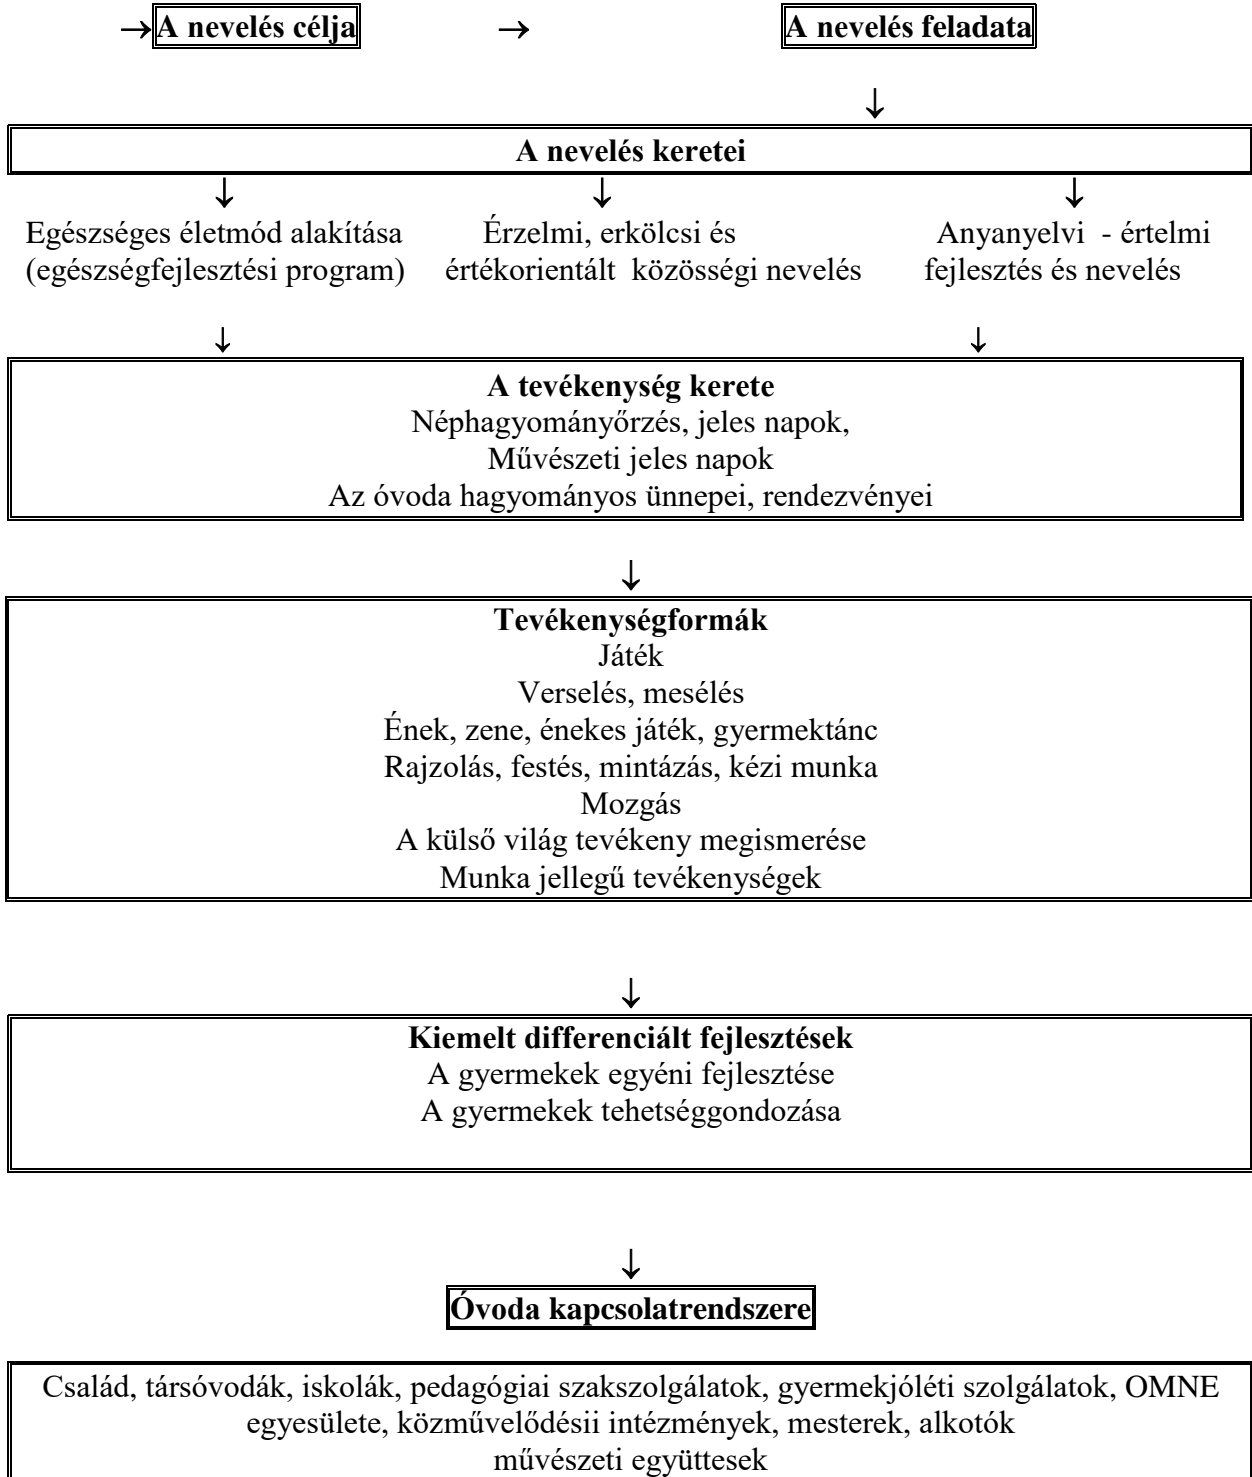 → A nevelés célja → A nevelés feladata
↓
A nevelés keretei
↓ ↓ ↓
Egészséges életmód alakítása Érzelmi, erkölcsi és Anyanyelvi - értelmi
(egészségfejlesztési program) értékorientált közösségi nevelés fejlesztés és nevelés
↓ ↓
A tevékenység kerete
Néphagyományőrzés, jeles napok,
Művészeti jeles napok
Az óvoda hagyományos ünnepei, rendezvényei
↓
Tevékenységformák
Játék
Verselés, mesélés
Ének, zene, énekes játék, gyermektánc
Rajzolás, festés, mintázás, kézi munka
Mozgás
A külső világ tevékeny megismerése
Munka jellegű tevékenységek
↓
Kiemelt differenciált fejlesztések
A gyermekek egyéni fejlesztése
A gyermekek tehetséggondozása
↓
Óvoda kapcsolatrendszere
Család, társóvodák, iskolák, pedagógiai szakszolgálatok, gyermekjóléti szolgálatok, OMNE
egyesülete, közművelődésii intézmények, mesterek, alkotók
művészeti együttesek